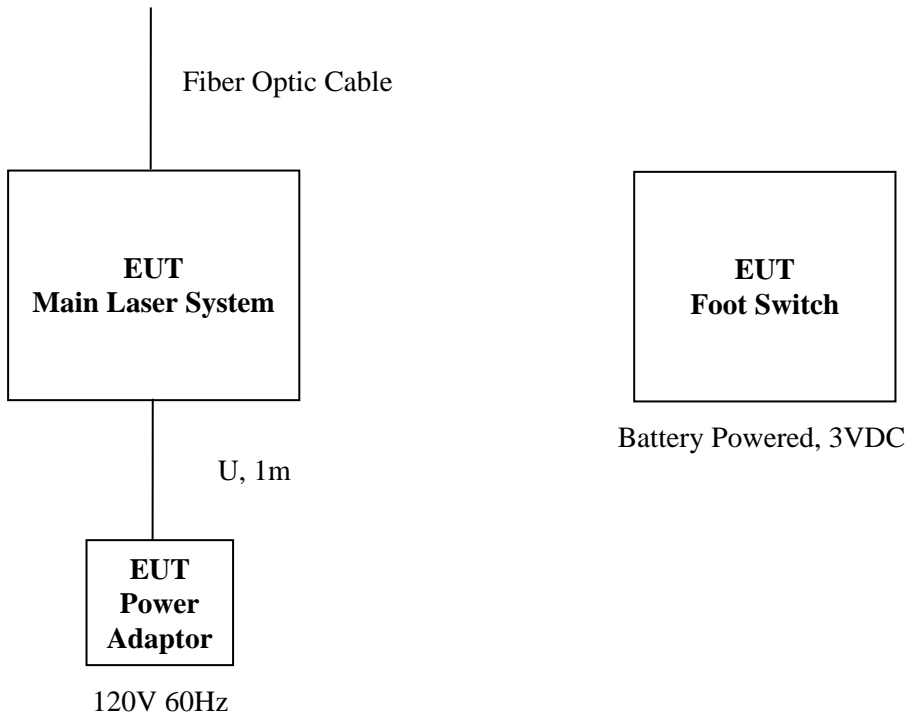 Fiber Optic Cable
EUT
Main Laser System
EUT
Foot Switch
Battery Powered, 3VDC
U, 1m
EUT
Power
Adaptor
120V 60Hz